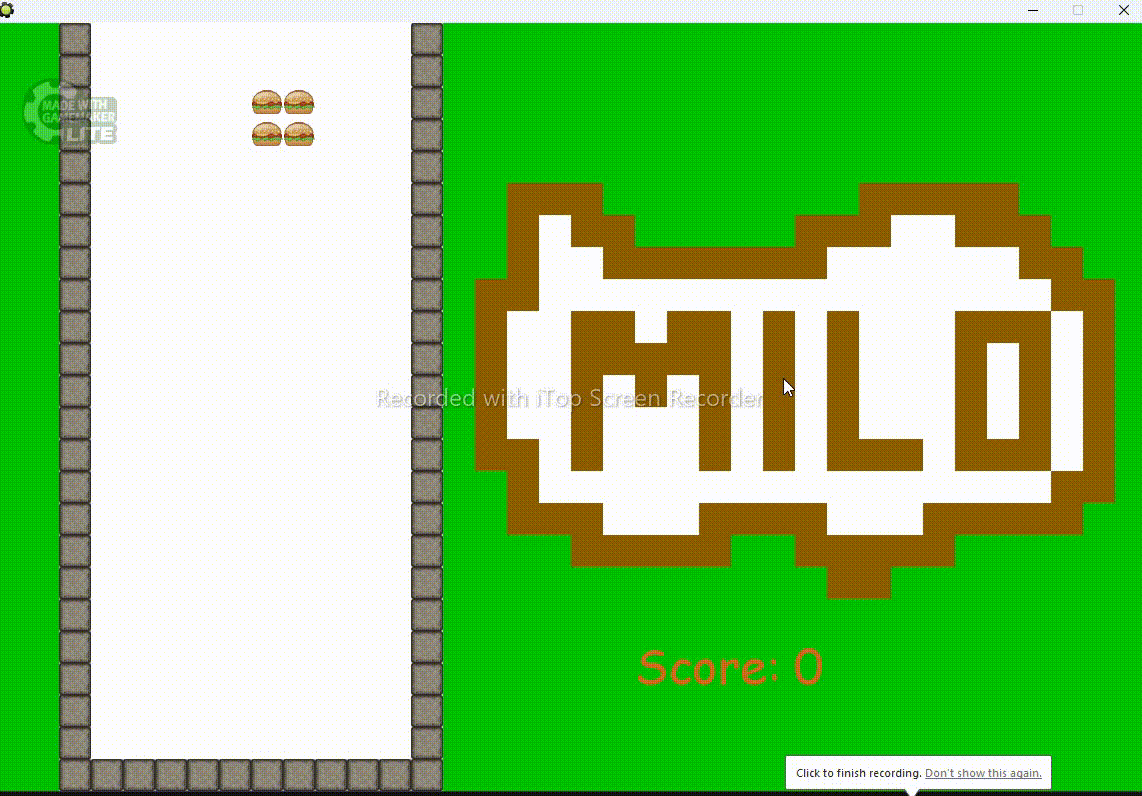 MADE WITH
GAMEMAKER
LITE
MILO
Recorded with iTop Screen Recorder
Score: 0
Click to finish recording. Don't show this again.